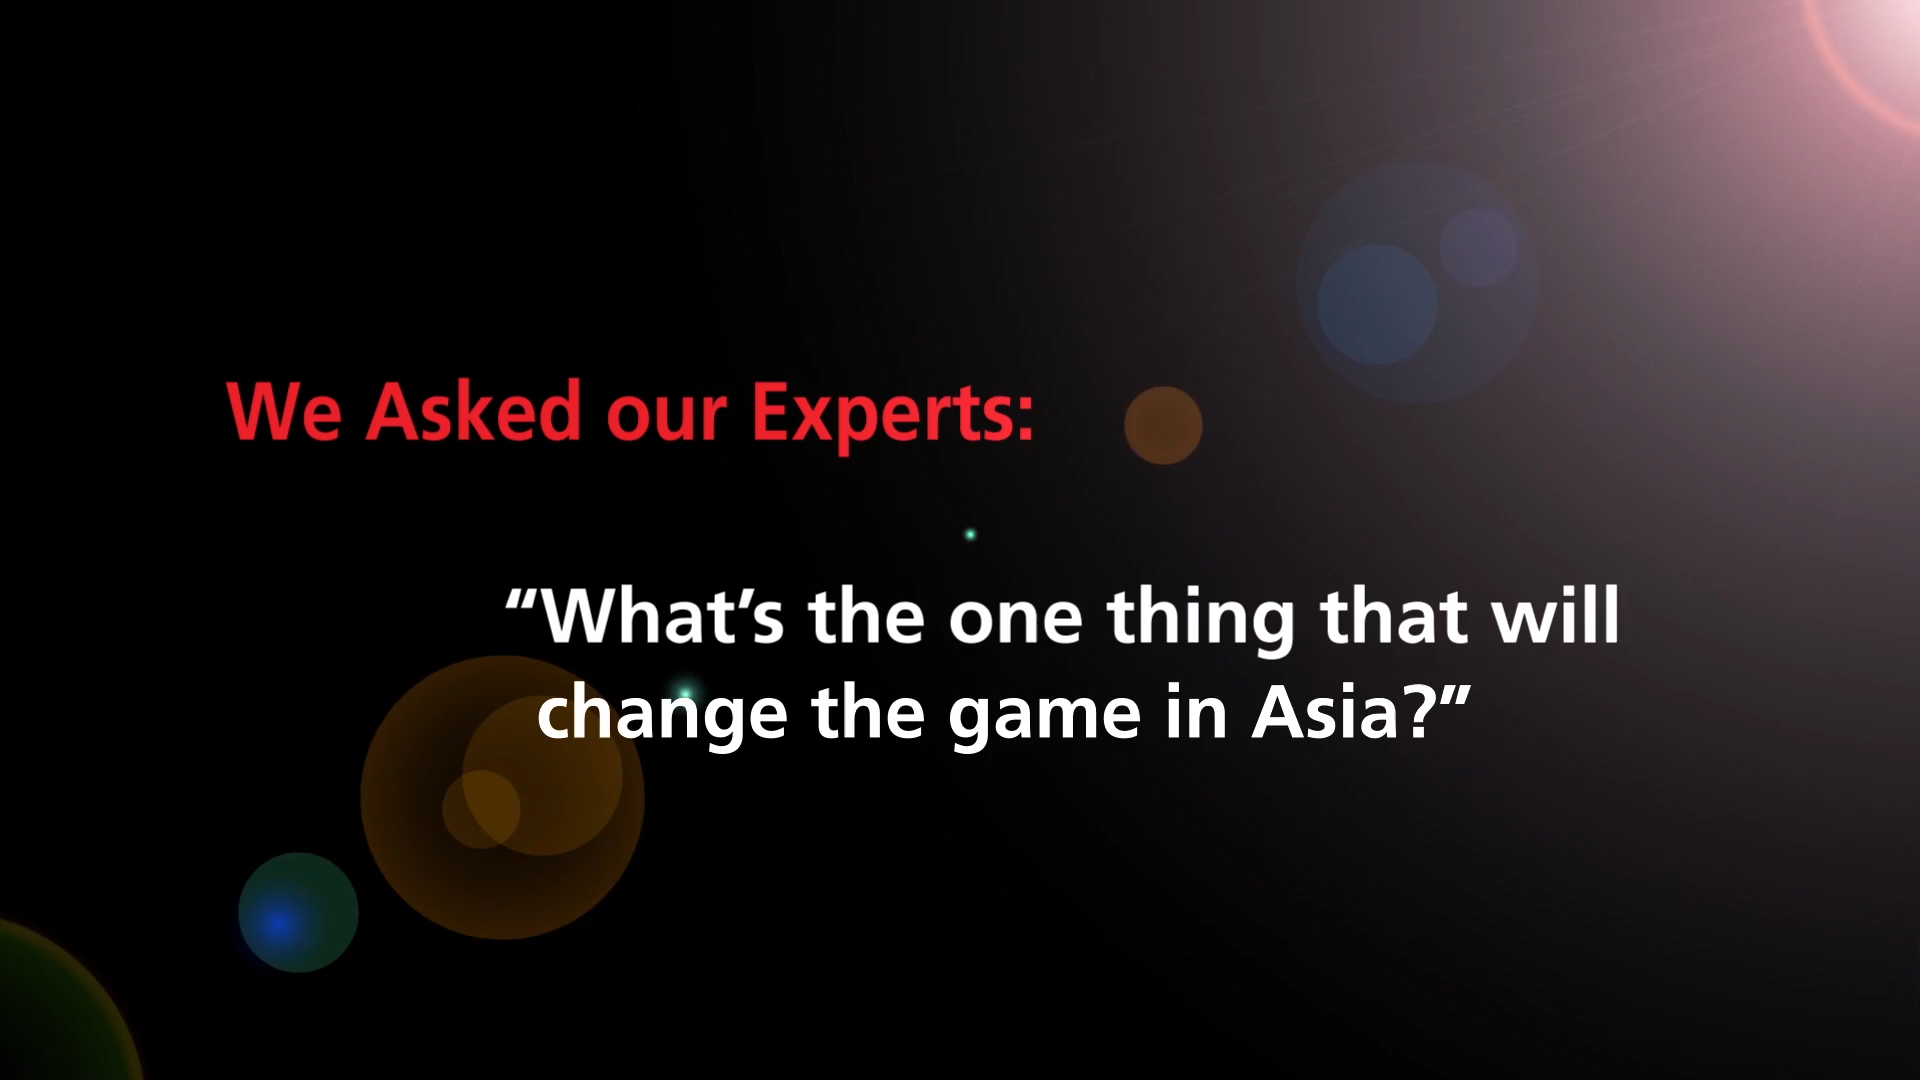 We Asked our Experts:
“What’s the one thing that will
change the game in Asia?”